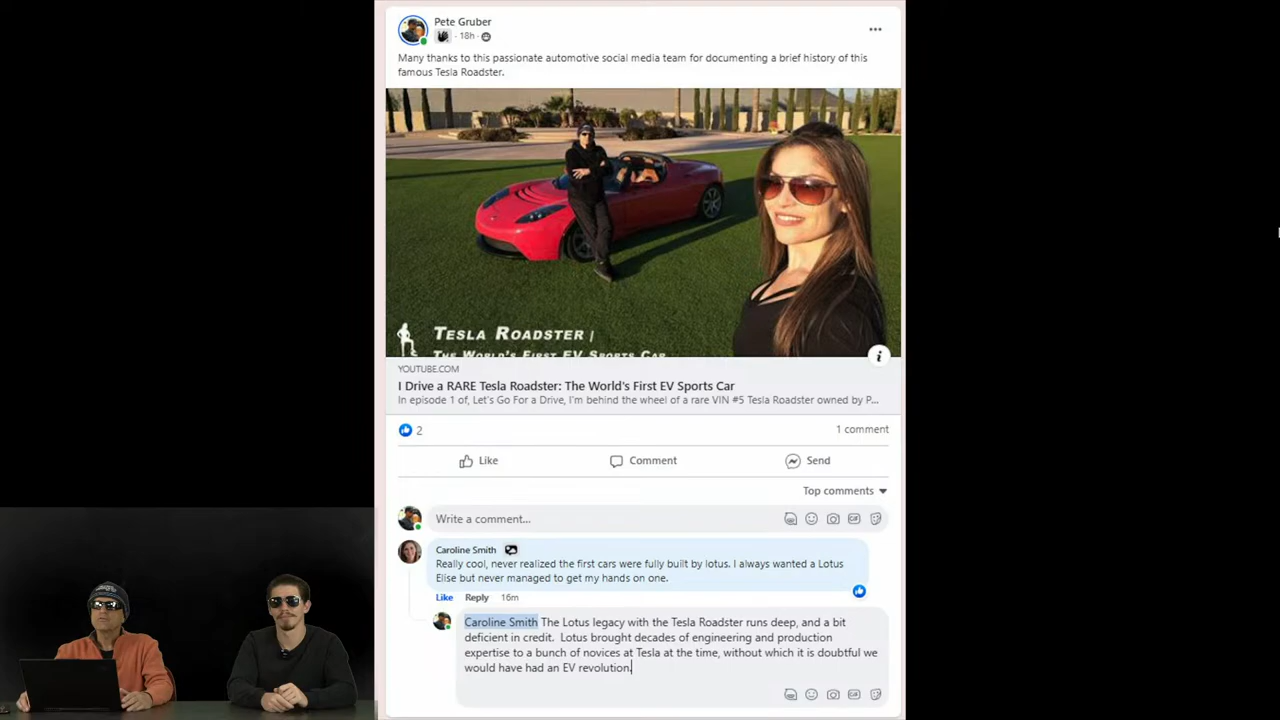 Pete Gruber
18h
Many thanks to this passionate automotive social media team for documenting a brief history of this
famous Tesla Roadster.
TESLA ROADSTER |
THE WORLD'S FIRST EV SPORTS CAR
YOUTUBE.COM
I Drive a RARE Tesla Roadster: The World's First EV Sports Car
In episode 1 of, Let's Go For a Drive, I'm behind the wheel of a rare VIN #5 Tesla Roadster owned by P...
2
1 comment
Like
Comment
Send
Top comments
Write a comment...
GIF
Caroline Smith
Really cool, never realized the first cars were fully built by lotus. I always wanted a Lotus
Elise but never managed to get my hands on one.
Like Reply 16m
Caroline Smith The Lotus legacy with the Tesla Roadster runs deep, and a bit
deficient in credit. Lotus brought decades of engineering and production
expertise to a bunch of novices at Tesla at the time, without which it is doubtful we
would have had an EV revolution.
GIF